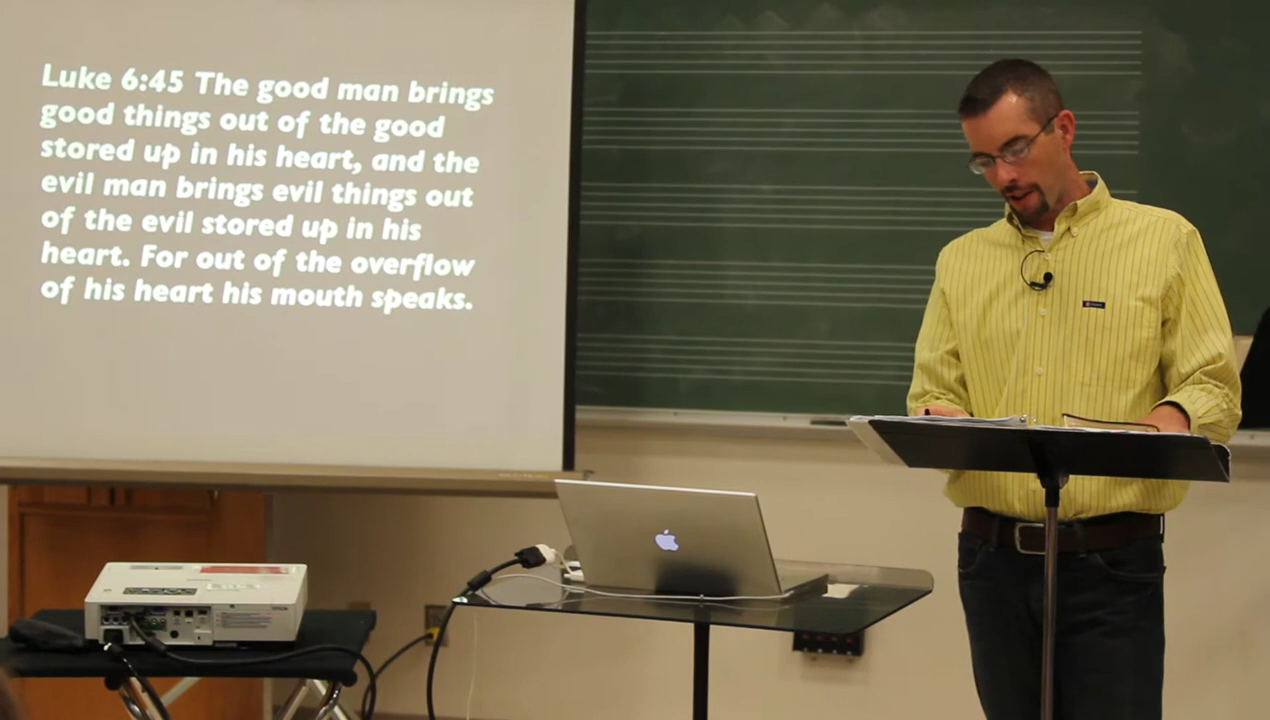 Luke 6:45 The good man brings
good things out of the good
stored up in his heart, and the
evil man brings evil things out
of the evil stored up in his
heart. For out of the overflow
of his heart his mouth speaks.